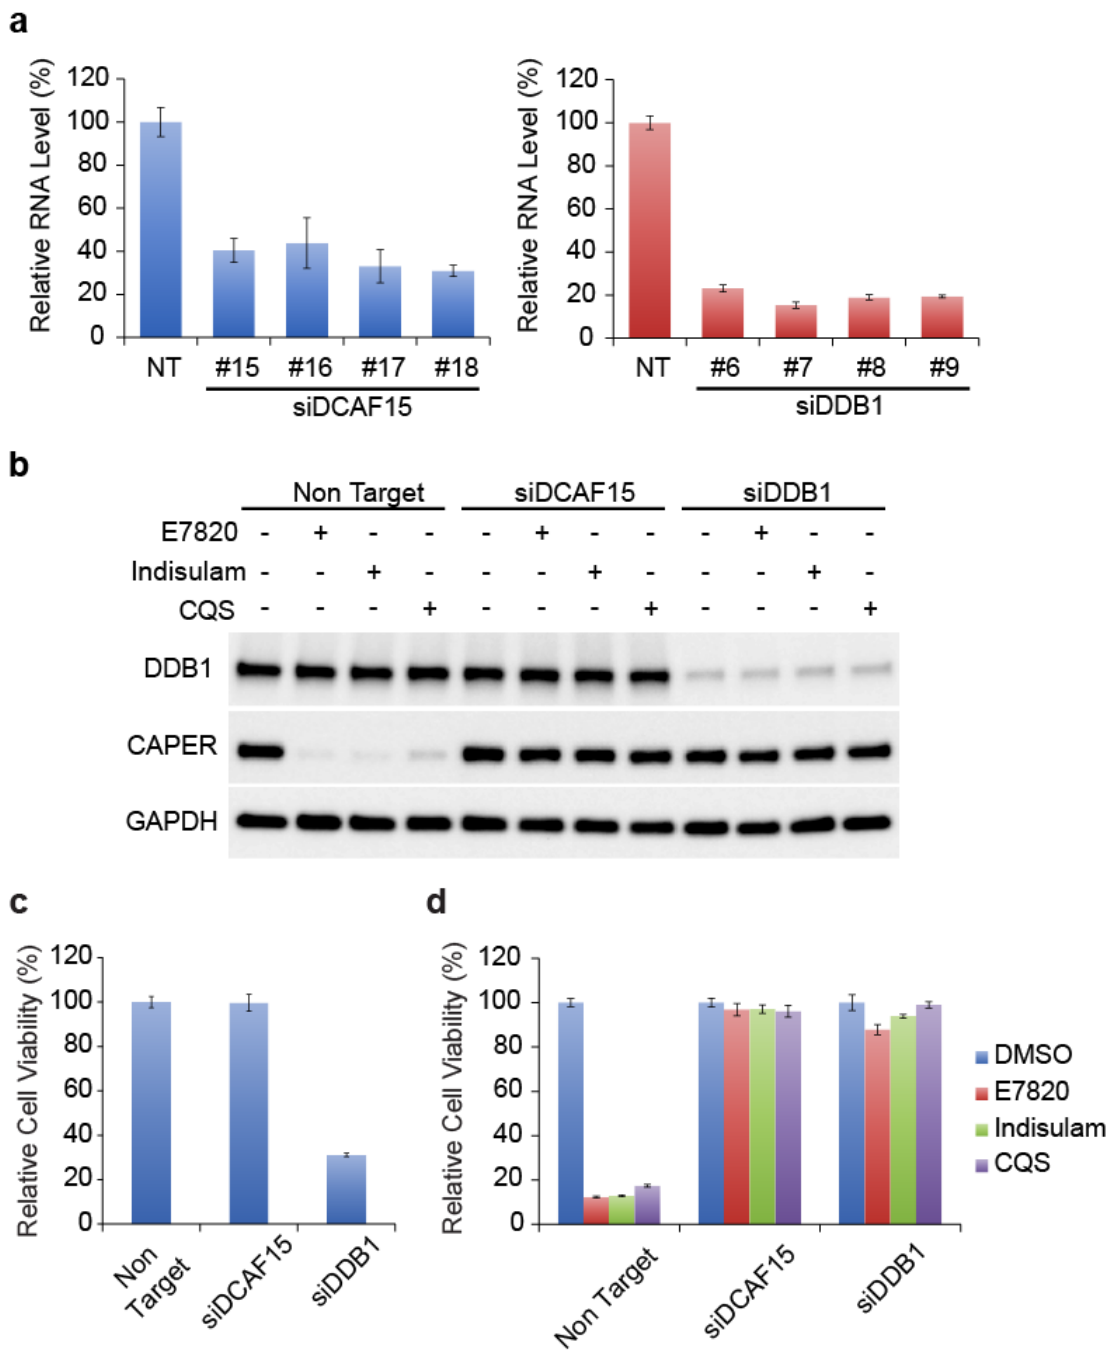 a
Relative RNA Level (%)
120
100
80
60
40
20
0
NT #15 #16 #17 #18
siDCAF15
Relative RNA Level (%)
120
100
80
60
40
20
0
NT #6 #7 #8 #9
siDDB1
b
Non Target siDCAF15 siDDB1
E7820 - + - - - + - - - + - -
Indisulam - - + - - - + - - - + -
CQS - - - + - - - + - - - +
DDB1
CAPER
GAPDH
c
Relative Cell Viability (%)
120
100
80
60
40
20
0
Non
Target
siDCAF15
siDDB1
d
Relative Cell Viability (%)
120
100
80
60
40
20
0
Non Target
siDCAF15
siDDB1
DMSO
E7820
Indisulam
CQS